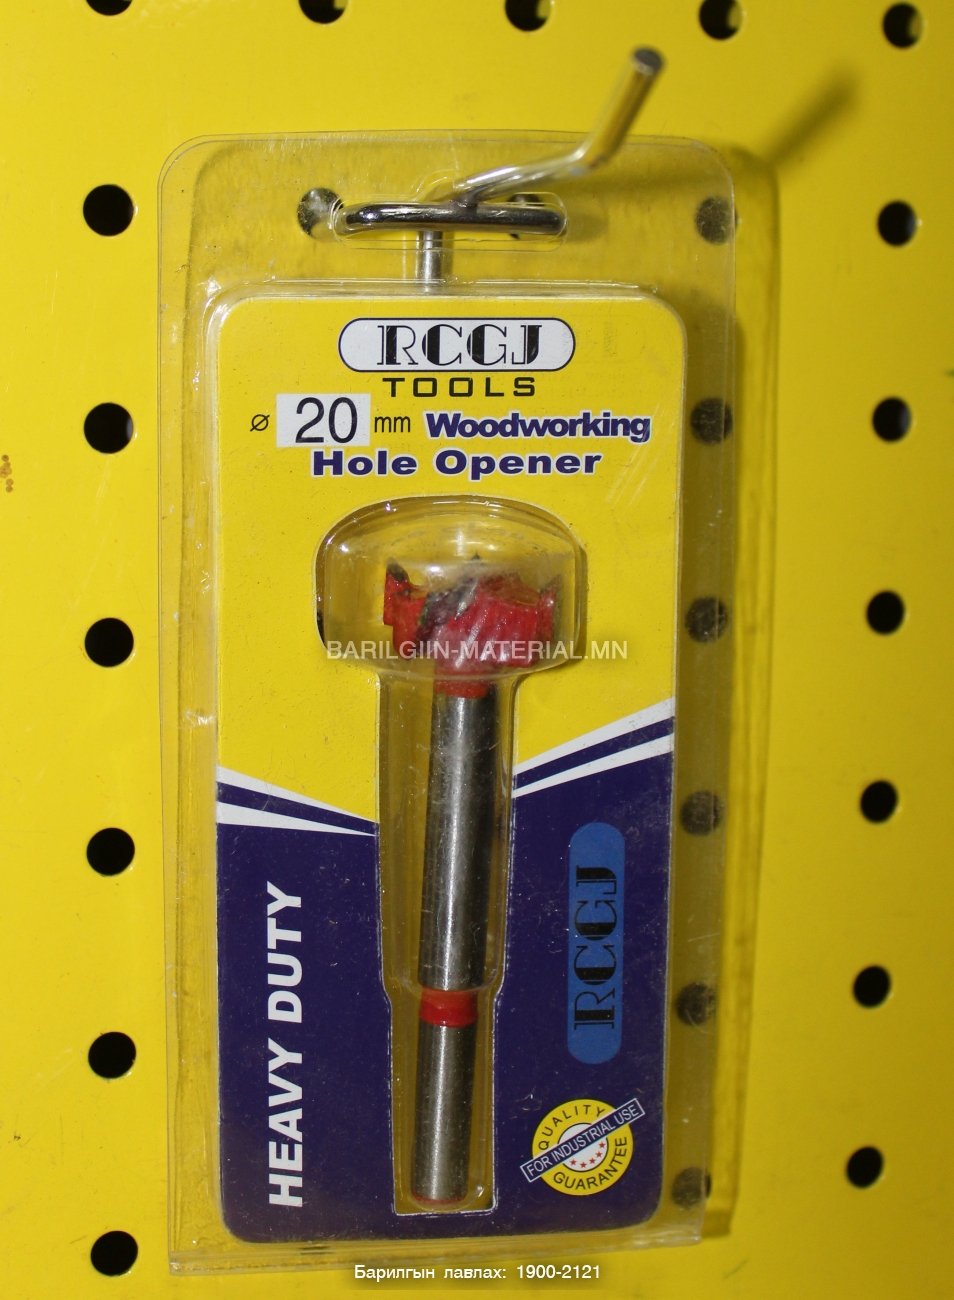 RCGJ
TOOLS
⌀ 20 mm Woodworking
Hole Opener
BARILGIIN-MATERIAL.MN
HEAVY DUTY
RCGJ
QUALITY
FOR INDUSTRIAL USE
GUARANTEE
Барилгын лавлах: 1900-2121